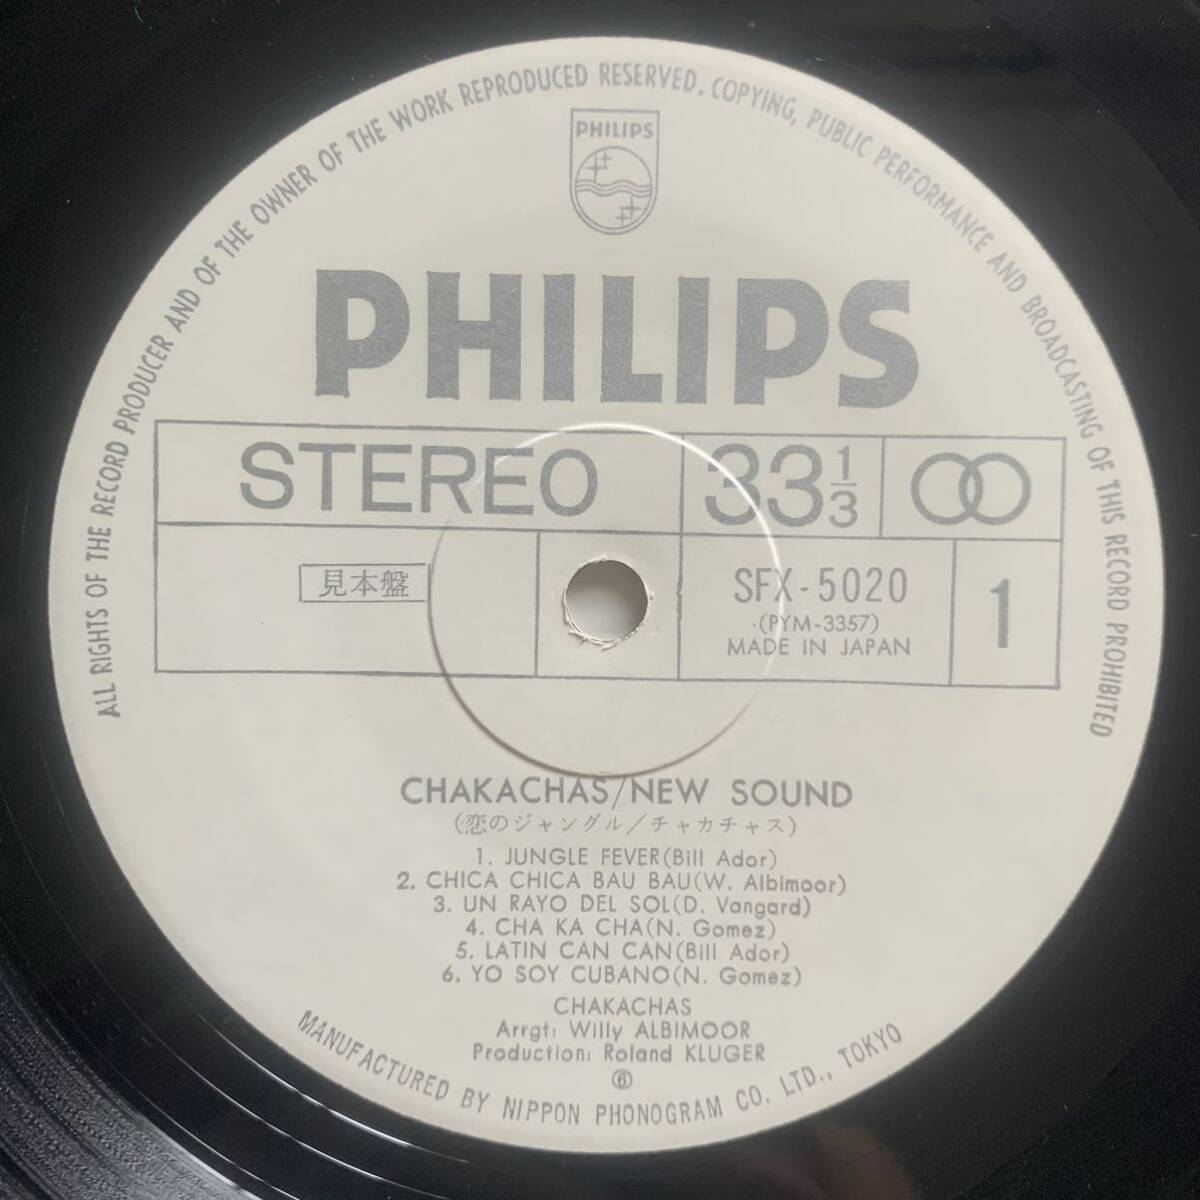 ALL RIGHTS OF THE RECORD PRODUCER AND OF THE OWNER OF THE WORK REPRODUCED RESERVED. COPYING, PUBLIC PERFORMANCE AND BROADCASTING OF THIS RECORD PROHIBITED
PHILIPS
PHILIPS
STEREO 33 1/3
見本盤 SFX-5020 1
(PYM-3357)
MADE IN JAPAN
CHAKACHAS/NEW SOUND
(恋のジャングル/チャカチャス)
1. JUNGLE FEVER(Bill Ador)
2. CHICA CHICA BAU BAU(W. Albimoor)
3. UN RAYO DEL SOL(D. Vangard)
4. CHA KA CHA(N. Gomez)
5. LATIN CAN CAN(Bill Ador)
6. YO SOY CUBANO(N. Gomez)
CHAKACHAS
Arrgt: Willy ALBIMOOR
Production: Roland KLUGER
MANUFACTURED BY NIPPON PHONOGRAM CO. LTD., TOKYO